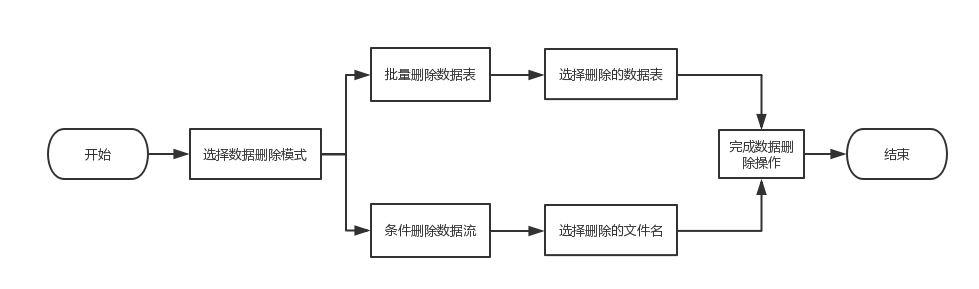 开始
选择数据删除模式
批量删除数据表
选择删除的数据表
条件删除数据流
选择删除的文件名
完成数据删
除操作
结束